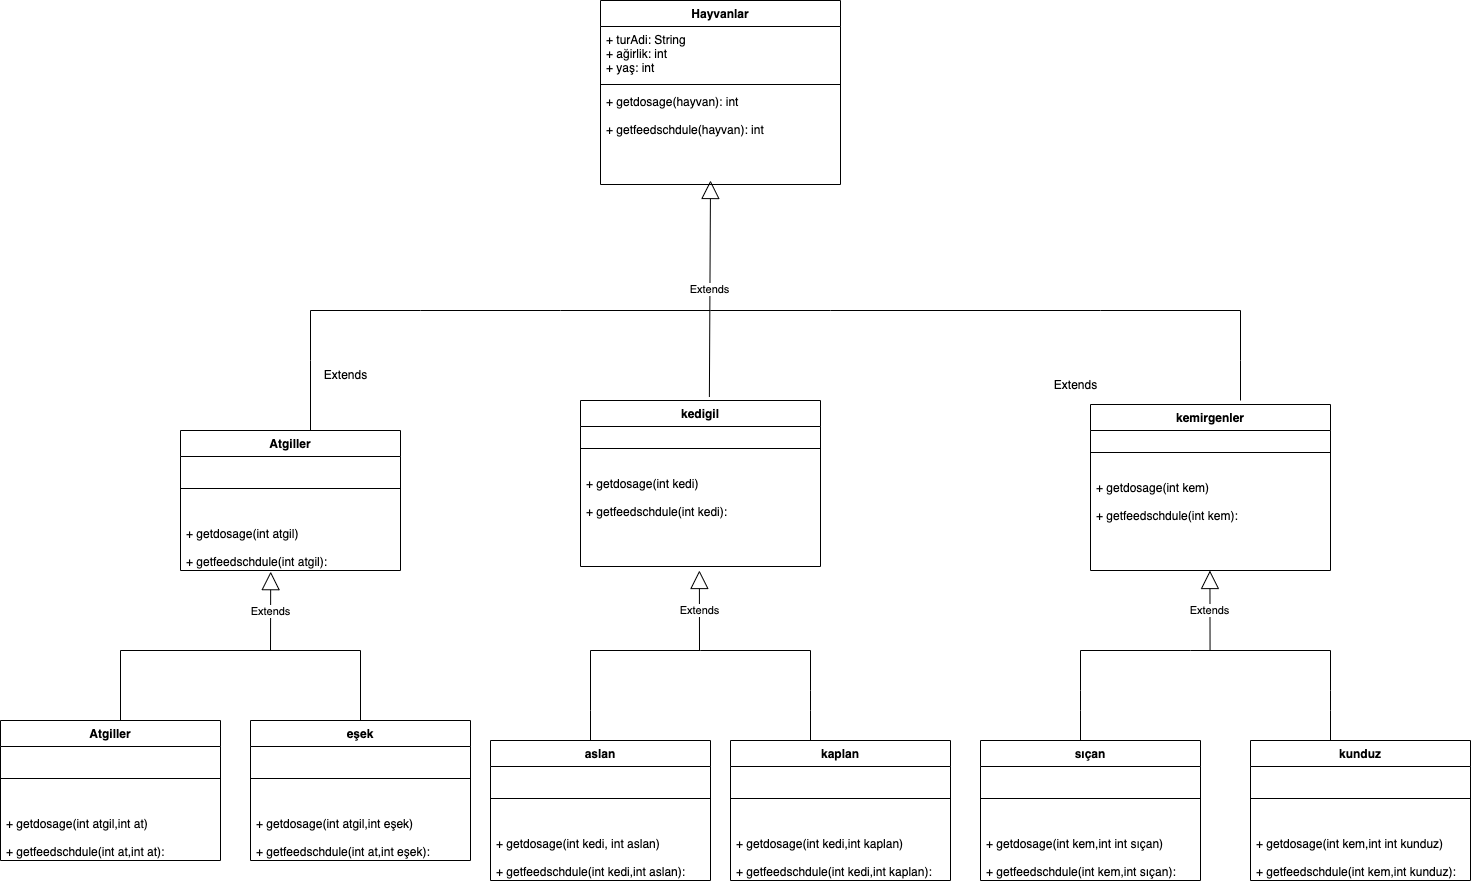 Hayvanlar
+ turAdi: String
+ ağirlik: int
+ yaş: int
+ getdosage(hayvan): int
+ getfeedschdule(hayvan): int
Extends
Extends
Extends
Atgiller
+ getdosage(int atgil)
+ getfeedschdule(int atgil):
kedigil
+ getdosage(int kedi)
+ getfeedschdule(int kedi):
kemirgenler
+ getdosage(int kem)
+ getfeedschdule(int kem):
Extends
Extends
Extends
Atgiller
+ getdosage(int atgil,int at)
+ getfeedschdule(int at,int at):
eşek
+ getdosage(int atgil,int eşek)
+ getfeedschdule(int at,int eşek):
aslan
+ getdosage(int kedi, int aslan)
+ getfeedschdule(int kedi,int aslan):
kaplan
+ getdosage(int kedi,int kaplan)
+ getfeedschdule(int kedi,int kaplan):
sıçan
+ getdosage(int kem,int int sıçan)
+ getfeedschdule(int kem,int sıçan):
kunduz
+ getdosage(int kem,int int kunduz)
+ getfeedschdule(int kem,int kunduz):